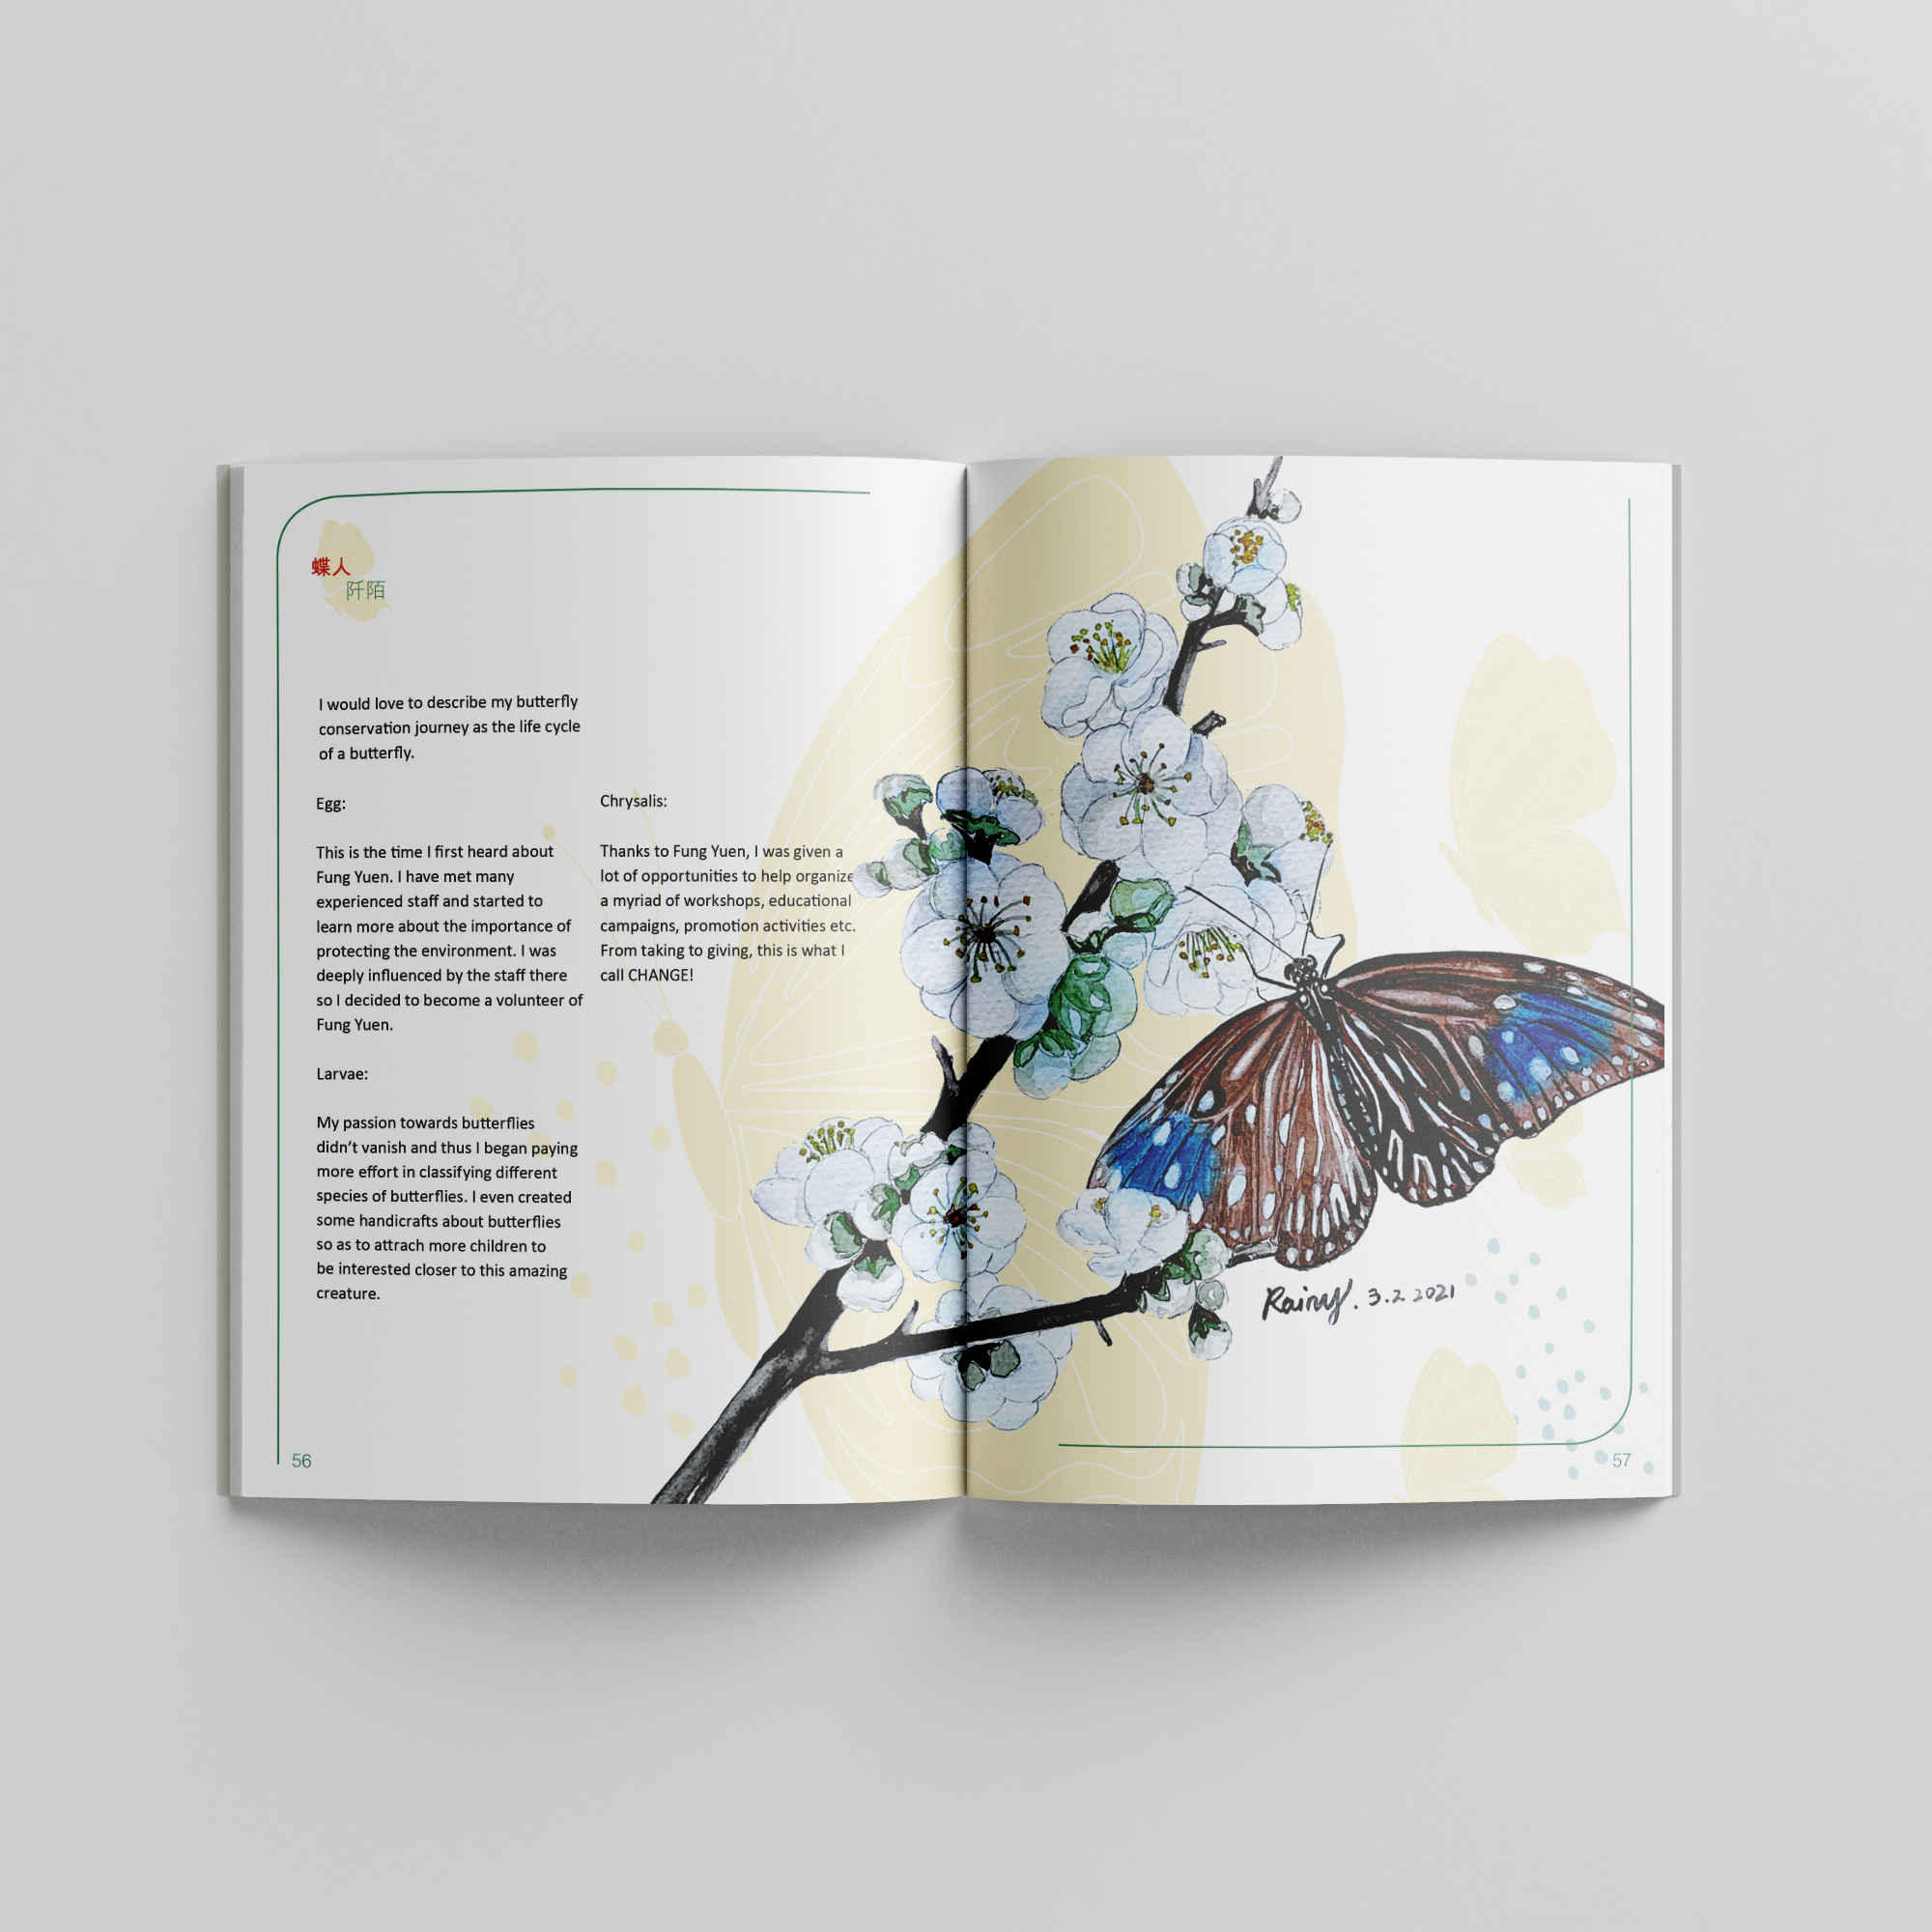 蝶人
阡陌
I would love to describe my butterfly
conservation journey as the life cycle
of a butterfly.
Egg:
This is the time I first heard about
Fung Yuen. I have met many
experienced staff and started to
learn more about the importance of
protecting the environment. I was
deeply influenced by the staff there
so I decided to become a volunteer of
Fung Yuen.
Larvae:
My passion towards butterflies
didn’t vanish and thus I began paying
more effort in classifying different
species of butterflies. I even created
some handicrafts about butterflies
so as to attrach more children to
be interested closer to this amazing
creature.
Chrysalis:
Thanks to Fung Yuen, I was given a
lot of opportunities to help organize
a myriad of workshops, educational
campaigns, promotion activities etc.
From taking to giving, this is what I
call CHANGE!
56
Rainy. 3.2.2021
57